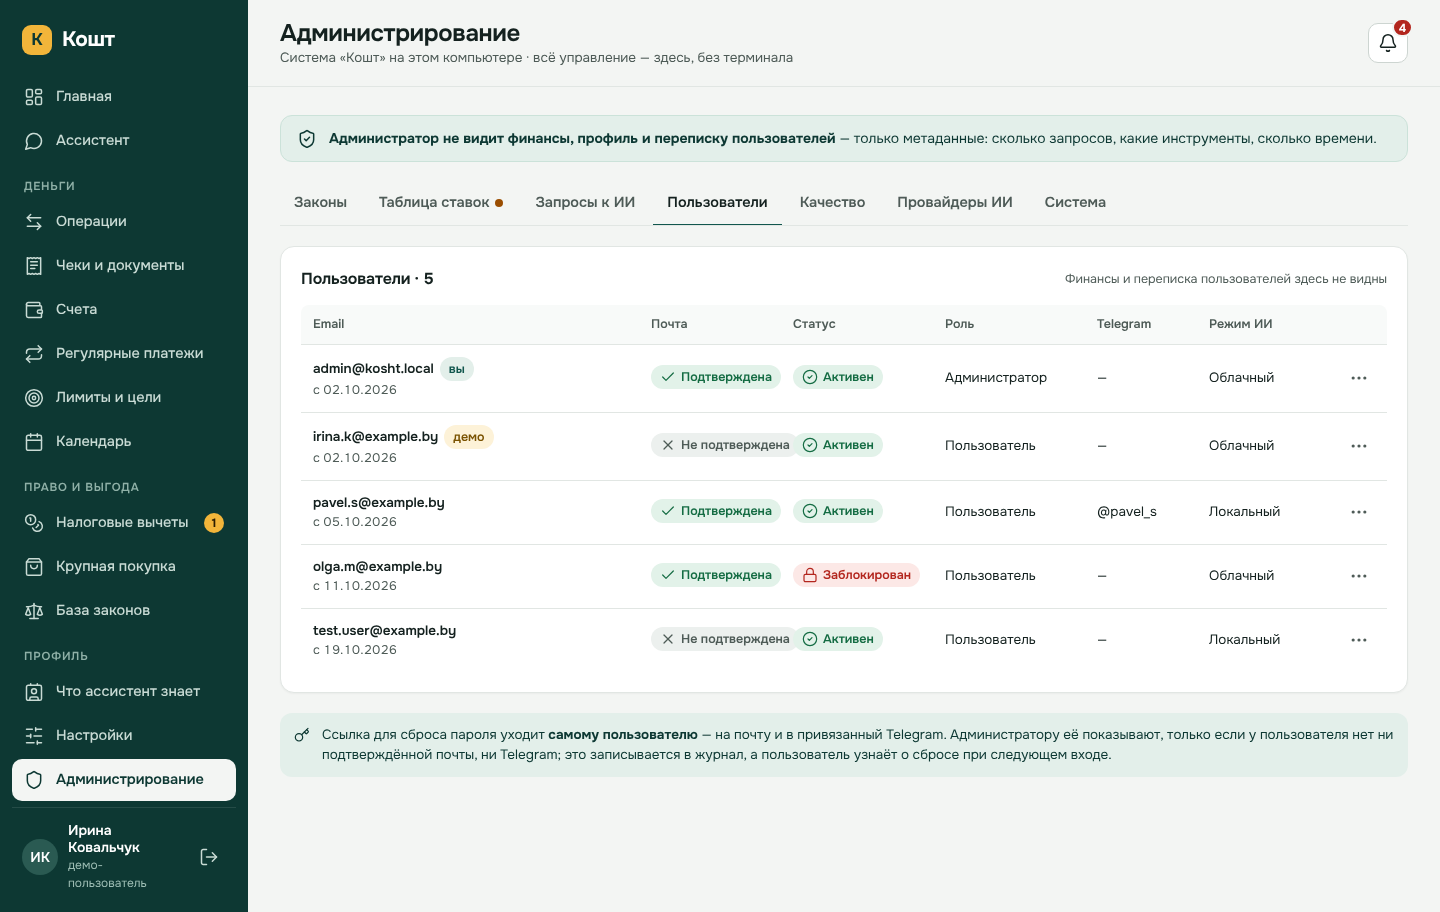 К Кошт
Главная
Ассистент
ДЕНЬГИ
Операции
Чеки и документы
Счета
Регулярные платежи
Лимиты и цели
Календарь
ПРАВО И ВЫГОДА
Налоговые вычеты 1
Крупная покупка
База законов
ПРОФИЛЬ
Что ассистент знает
Настройки
Администрирование
ИК
Ирина
Ковальчук
демо-
пользователь
Администрирование
Система «Кошт» на этом компьютере · всё управление — здесь, без терминала
4
Администратор не видит финансы, профиль и переписку пользователей — только метаданные: сколько запросов, какие инструменты, сколько времени.
Законы Таблица ставок Запросы к ИИ Пользователи Качество Провайдеры ИИ Система
Пользователи · 5
Финансы и переписка пользователей здесь не видны
Email Почта Статус Роль Telegram Режим ИИ
admin@kosht.local вы Подтверждена Активен Администратор — Облачный
с 02.10.2026
irina.k@example.by демо Не подтверждена Активен Пользователь — Облачный
с 02.10.2026
pavel.s@example.by Подтверждена Активен Пользователь @pavel_s Локальный
с 05.10.2026
olga.m@example.by Подтверждена Заблокирован Пользователь — Облачный
с 11.10.2026
test.user@example.by Не подтверждена Активен Пользователь — Локальный
с 19.10.2026
Ссылка для сброса пароля уходит самому пользователю — на почту и в привязанный Telegram. Администратору её показывают, только если у пользователя нет ни
подтверждённой почты, ни Telegram; это записывается в журнал, а пользователь узнаёт о сбросе при следующем входе.